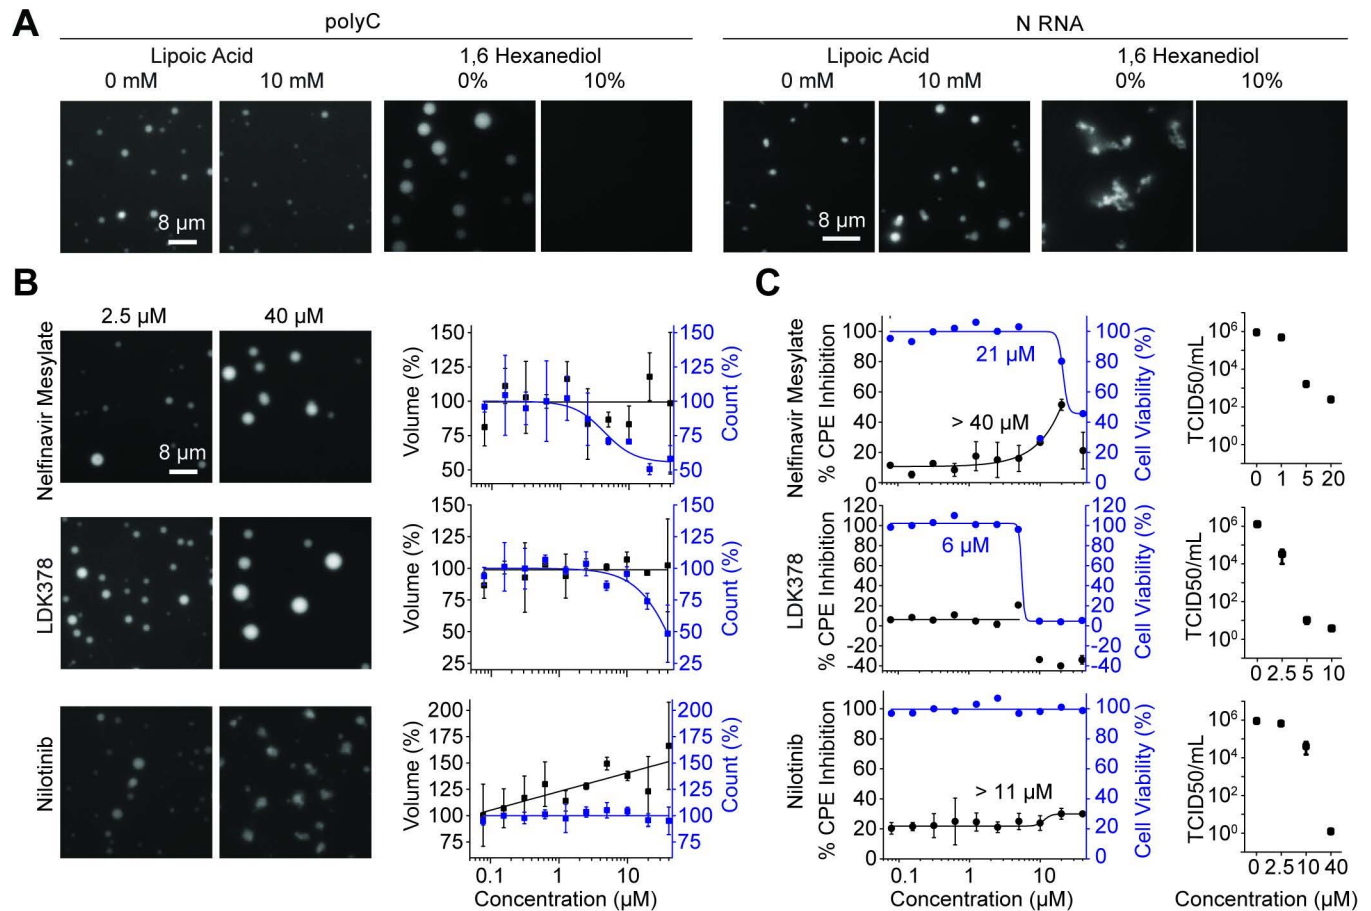 A
polyC
N RNA
Lipoic Acid
1,6 Hexanediol
Lipoic Acid
1,6 Hexanediol
0 mM
10 mM
0%
10%
0 mM
10 mM
0%
10%
8 µm
8 µm
B
2.5 µM
40 µM
Nelfinavir Mesylate
8 µm
LDK378
Nilotinib
Volume (%)
150
125
100
75
50
Count (%)
150
125
100
75
50
Volume (%)
150
125
100
75
50
25
Count (%)
150
125
100
75
50
25
Volume (%)
200
175
150
125
100
75
Count (%)
200
175
150
125
100
75
0.1
1
10
Concentration (µM)
C
Nelfinavir Mesylate
% CPE Inhibition
100
80
60
40
20
0
21 µM
> 40 µM
Cell Viability (%)
100
80
60
40
20
0
TCID50/mL
10⁶
10⁴
10²
10⁰
0 1 5 20
LDK378
% CPE Inhibition
120
100
80
60
40
20
0
-20
-40
6 µM
Cell Viability (%)
120
100
80
60
40
20
0
-20
-40
TCID50/mL
10⁶
10⁴
10²
10⁰
0 2.5 5 10
Nilotinib
% CPE Inhibition
100
80
60
40
20
0
> 11 µM
Cell Viability (%)
100
80
60
40
20
0
0.1
1
10
Concentration (µM)
TCID50/mL
10⁶
10⁴
10²
10⁰
0 2.5 10 40
Concentration (µM)